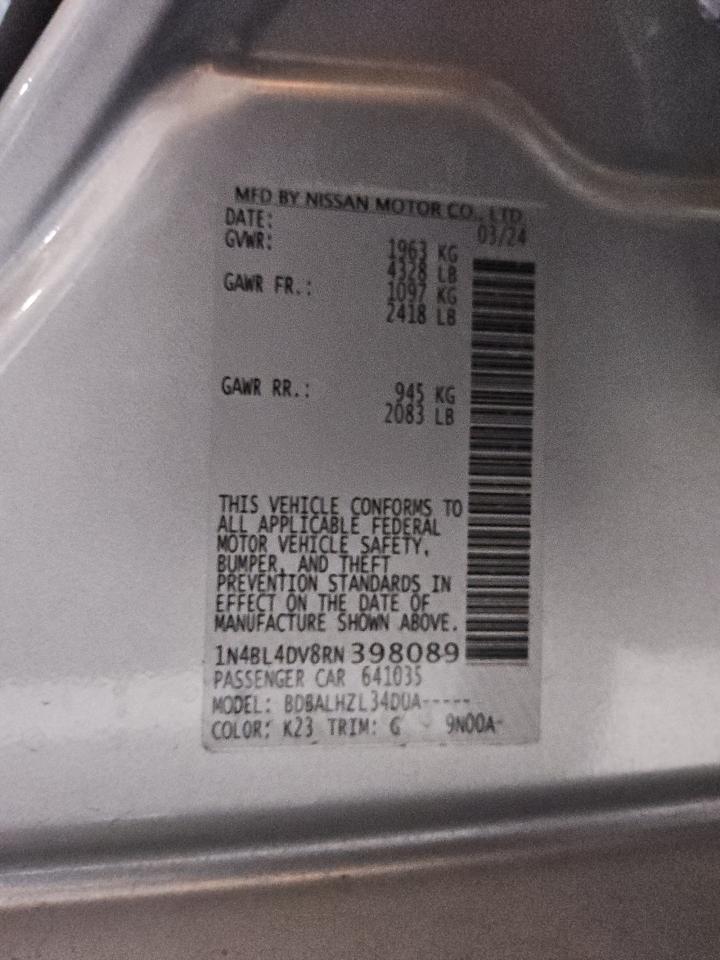 MFD BY NISSAN MOTOR CO., LTD.
DATE: 03/24
GVWR: 1963 KG
4328 LB
GAWR FR.: 1097 KG
2418 LB
GAWR RR.: 945 KG
2083 LB
THIS VEHICLE CONFORMS TO
ALL APPLICABLE FEDERAL
MOTOR VEHICLE SAFETY,
BUMPER, AND THEFT
PREVENTION STANDARDS IN
EFFECT ON THE DATE OF
MANUFACTURE SHOWN ABOVE.
1N4BL4DV8RN398089
PASSENGER CAR 641035
MODEL: BDBALHZL34DUA-----
COLOR: K23 TRIM: G 9N00A-